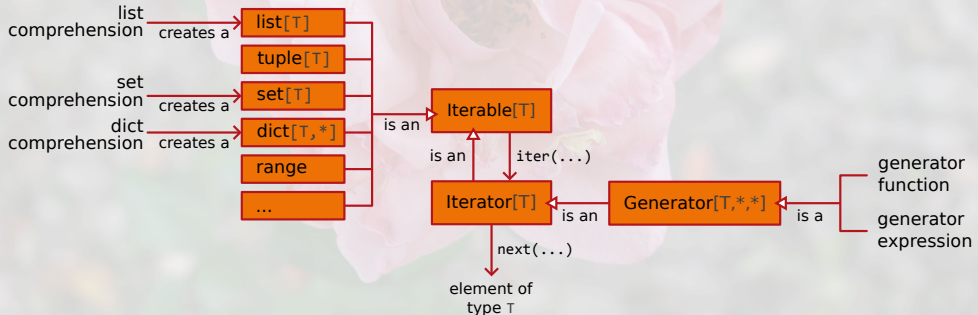 list
comprehension
creates a
list[T]
tuple[T]
set
comprehension
creates a
set[T]
dict
comprehension
creates a
dict[T,*]
range
...
is an
Iterable[T]
is an
iter(...)
Iterator[T]
is an
Generator[T,*,*]
is a
generator
function
generator
expression
next(...)
element of
type T